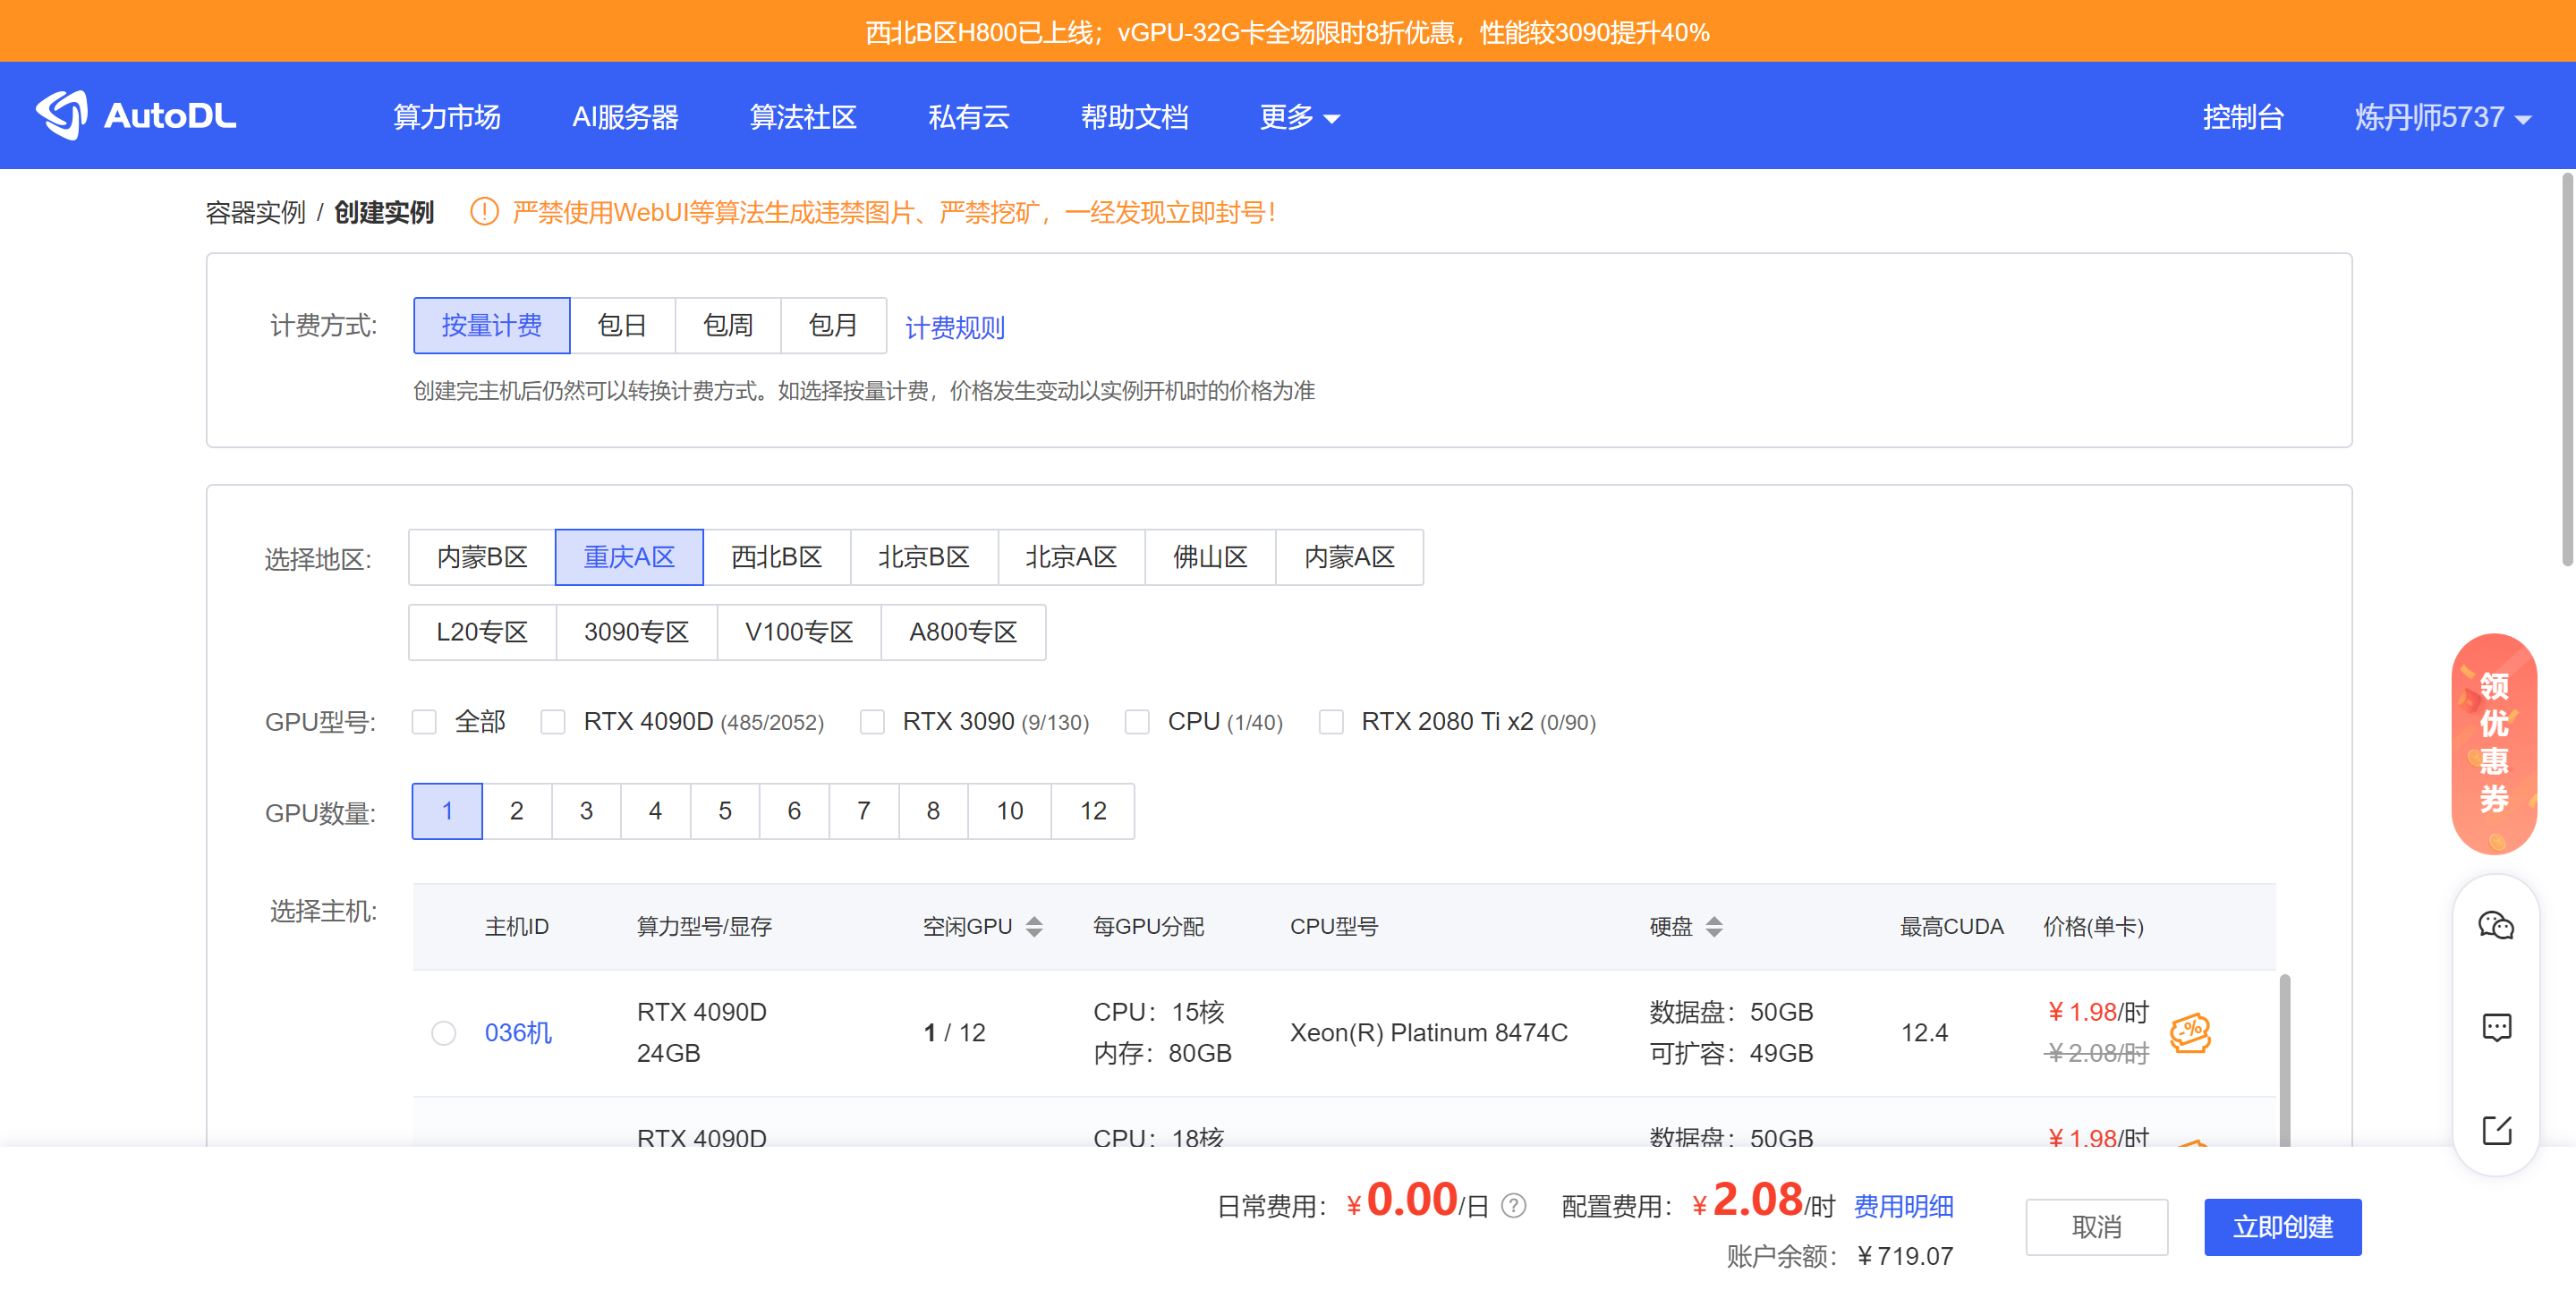 西北B区H800已上线；vGPU-32G卡全场限时8折优惠，性能较3090提升40%
AutoDL 算力市场 AI服务器 算法社区 私有云 帮助文档 更多 控制台 炼丹师5737
容器实例 / 创建实例 严禁使用WebUI等算法生成违禁图片、严禁挖矿，一经发现立即封号！
计费方式: 按量计费 包日 包周 包月 计费规则
创建完主机后仍然可以转换计费方式。如选择按量计费，价格发生变动以实例开机时的价格为准
选择地区: 内蒙B区 重庆A区 西北B区 北京B区 北京A区 佛山区 内蒙A区
L20专区 3090专区 V100专区 A800专区
GPU型号: 全部 RTX 4090D (485/2052) RTX 3090 (9/130) CPU (1/40) RTX 2080 Ti x2 (0/90)
GPU数量: 1 2 3 4 5 6 7 8 10 12
选择主机: 主机ID 算力型号/显存 空闲GPU 每GPU分配 CPU型号 硬盘 最高CUDA 价格(单卡)
RTX 4090D CPU：15核 数据盘：50GB ￥1.98/时
036机 1 / 12 Xeon(R) Platinum 8474C 12.4
24GB 内存：80GB 可扩容：49GB ￥2.08/时
RTX 4090D CPU：18核 数据盘：50GB ￥1.98/时
领
优
惠
券
日常费用：￥0.00/日 ? 配置费用：￥2.08/时 费用明细
账户余额：￥719.07
取消 立即创建